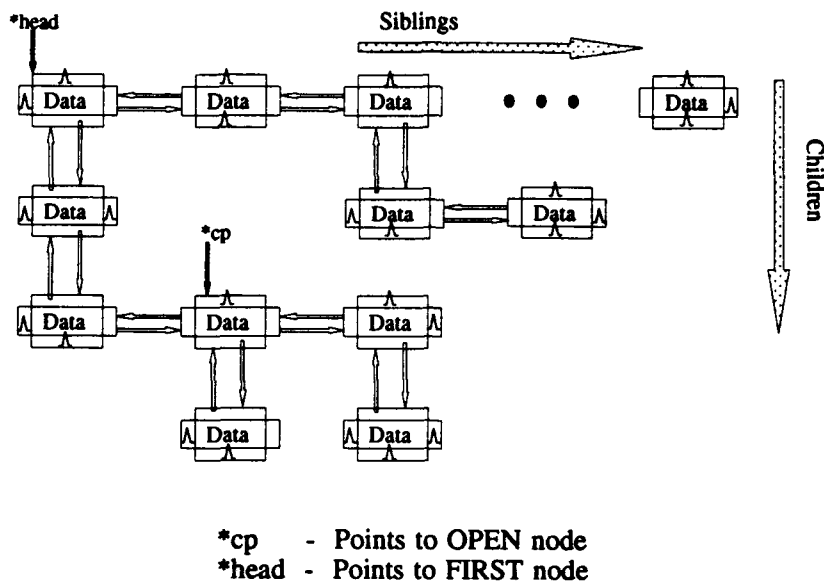 *head
Siblings
Data Data Data Data
Children
Data Data Data
*cp
Data Data Data
Data Data
*cp - Points to OPEN node
*head - Points to FIRST node